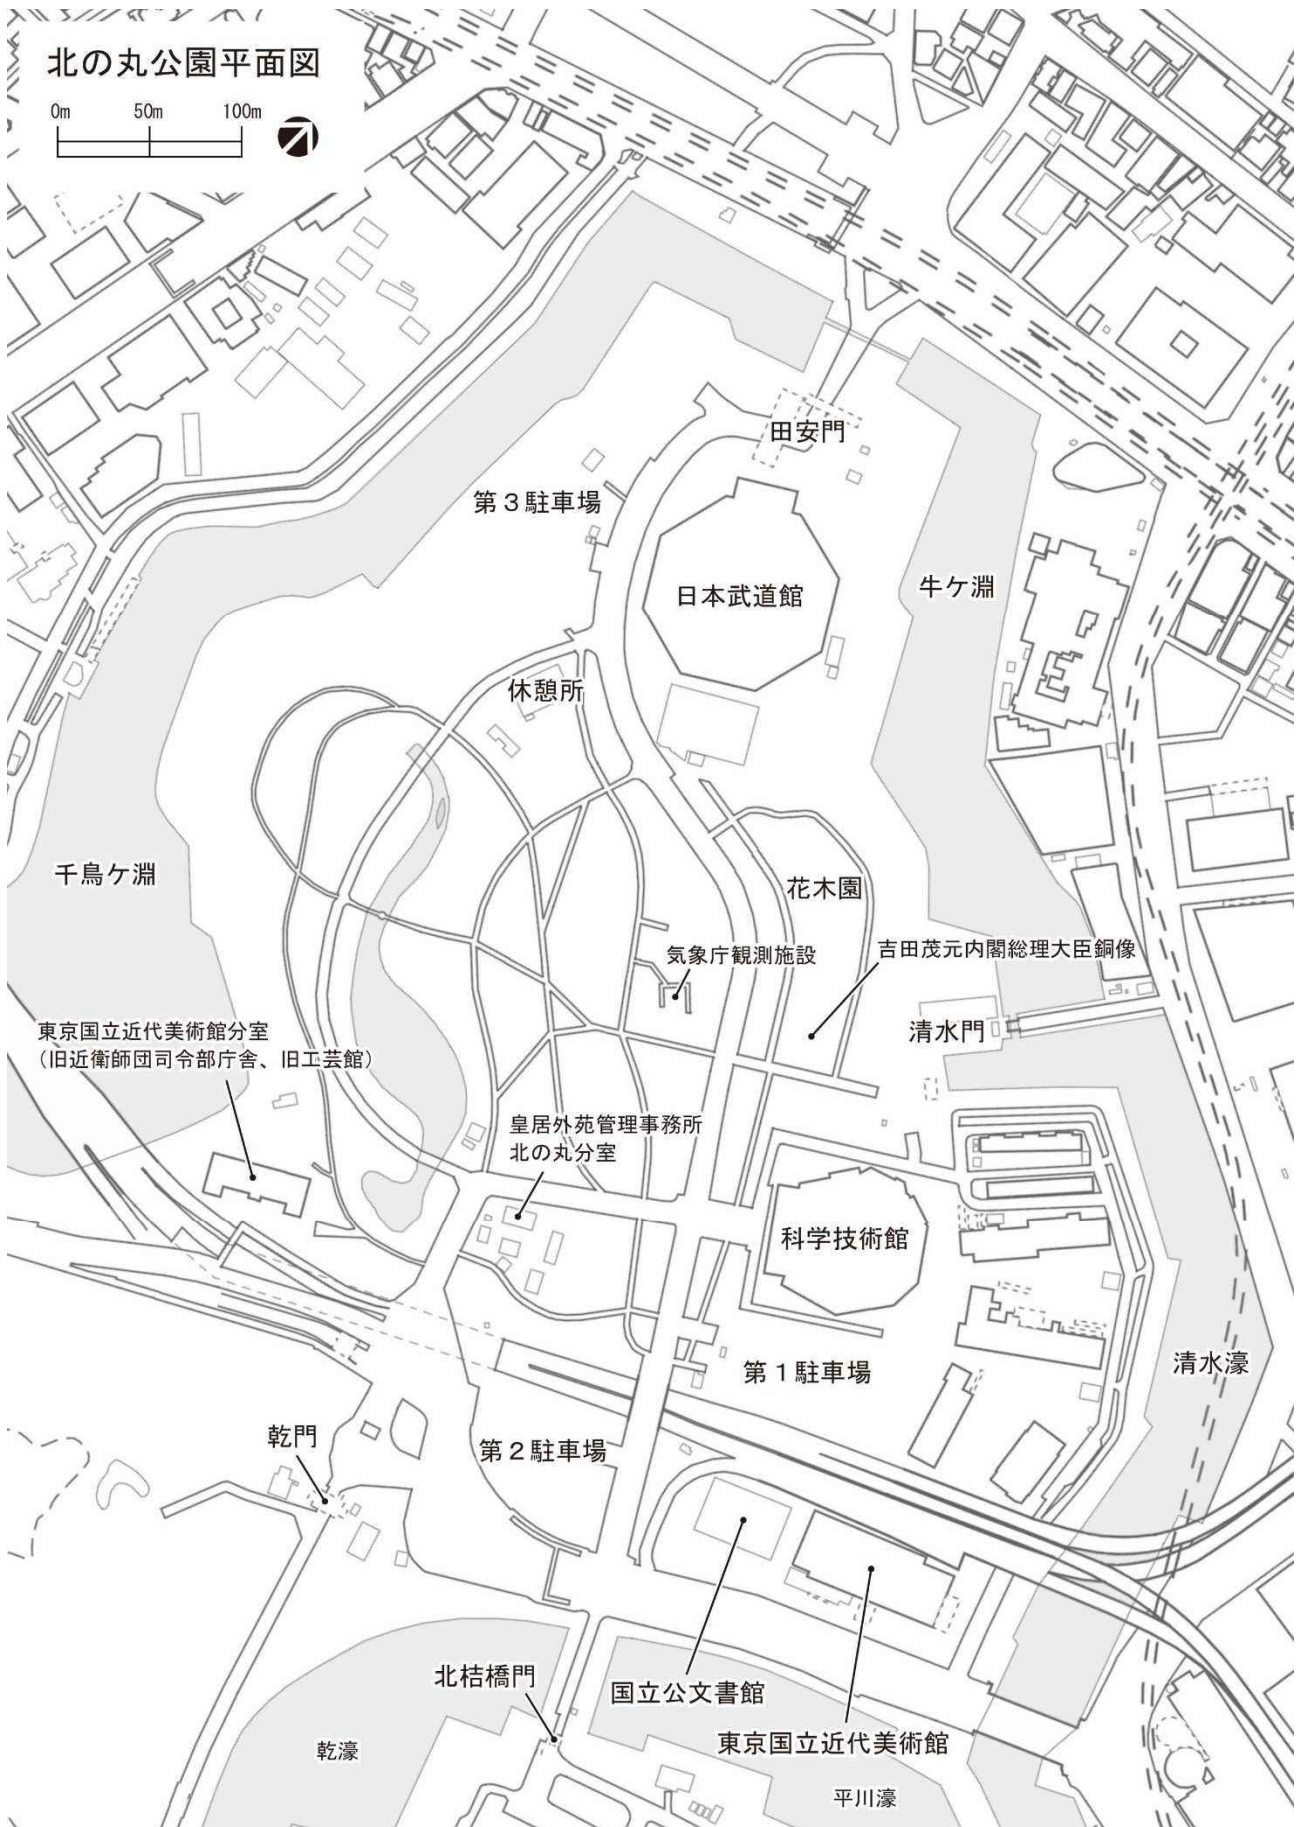 北の丸公園平面図
0m 50m 100m
田安門
第３駐車場
日本武道館
牛ケ淵
休憩所
千鳥ケ淵
花木園
気象庁観測施設
吉田茂元内閣総理大臣銅像
清水門
東京国立近代美術館分室
（旧近衛師団司令部庁舎、旧工芸館）
皇居外苑管理事務所
北の丸分室
科学技術館
清水濠
第１駐車場
乾門
第２駐車場
北桔橋門
国立公文書館
東京国立近代美術館
乾濠
平川濠